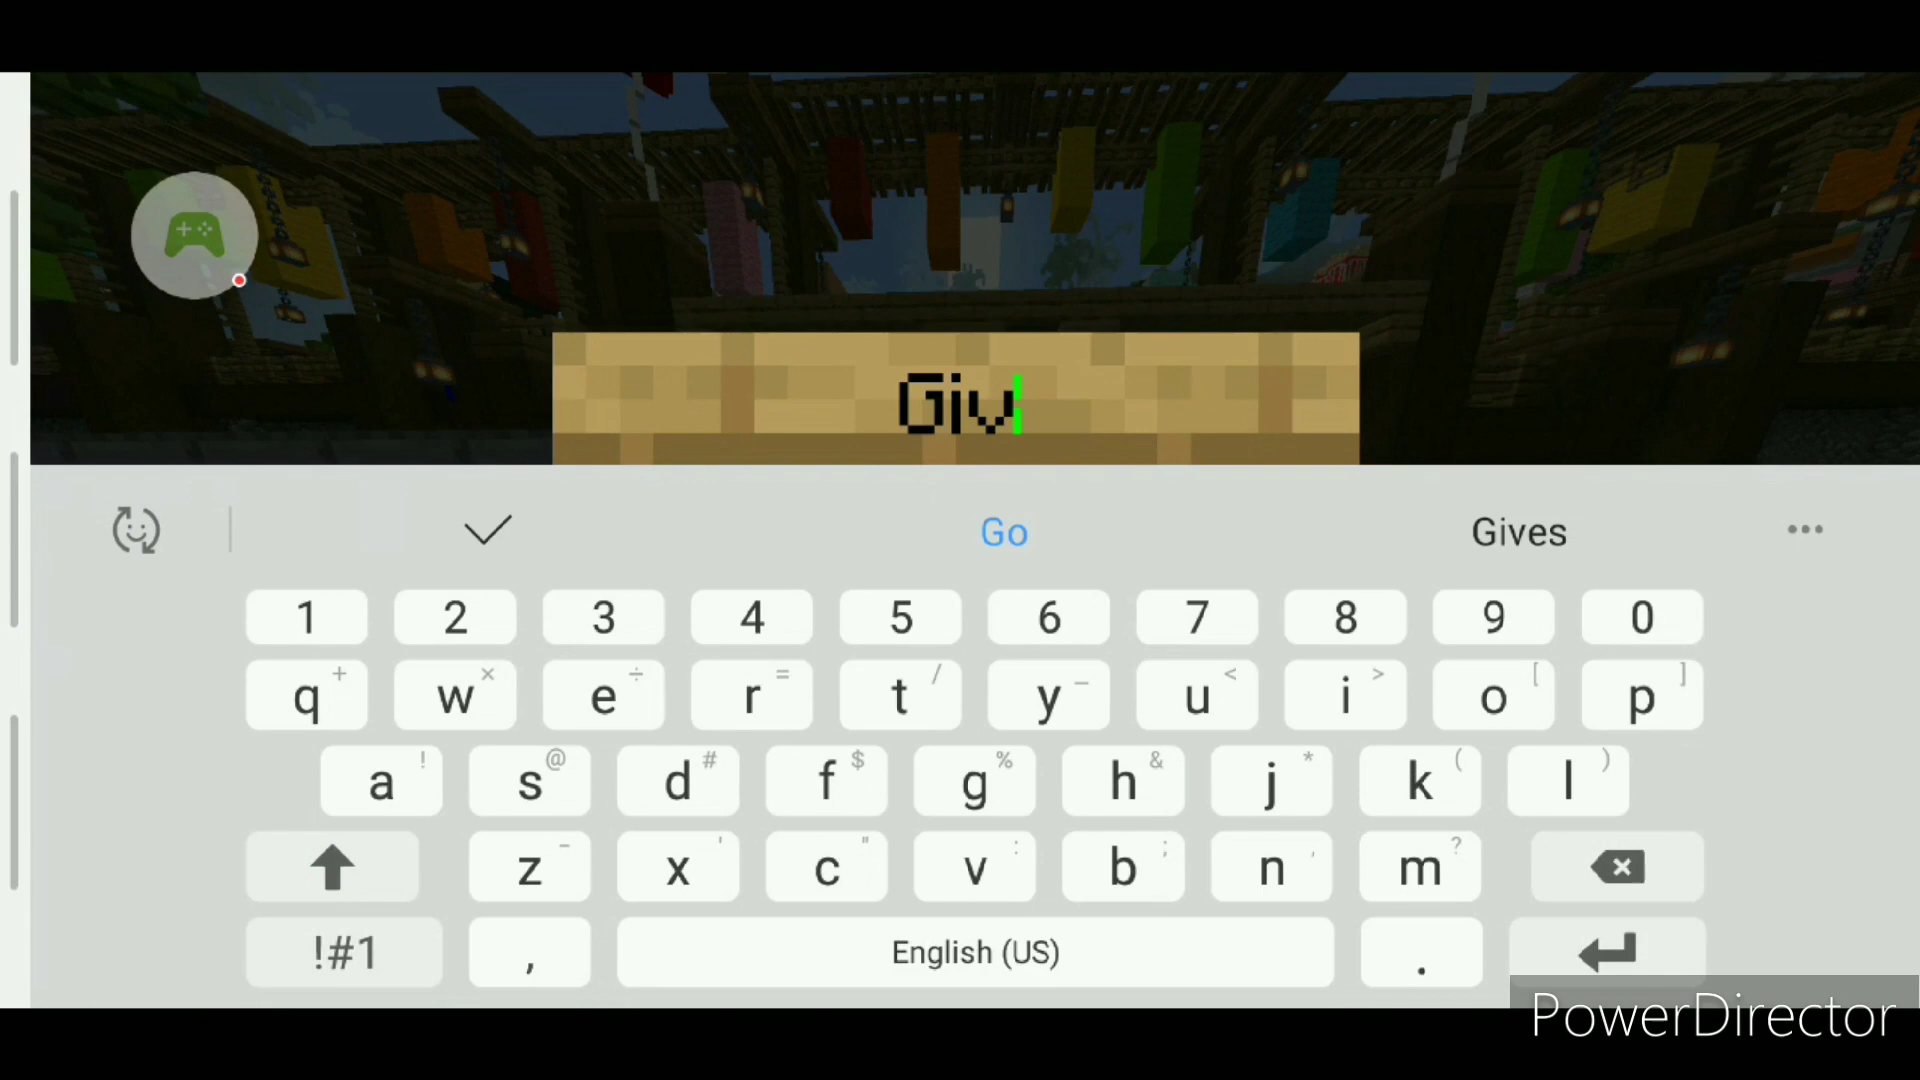 Giv
Go Gives
1 2 3 4 5 6 7 8 9 0
q + w × e ÷ r = t / y _ u < i > o [ p ]
a ! s @ d # f $ g % h & j * k ( l )
z - x ' c " v : b ; n , m ?
!#1 , English (US) .
PowerDirector